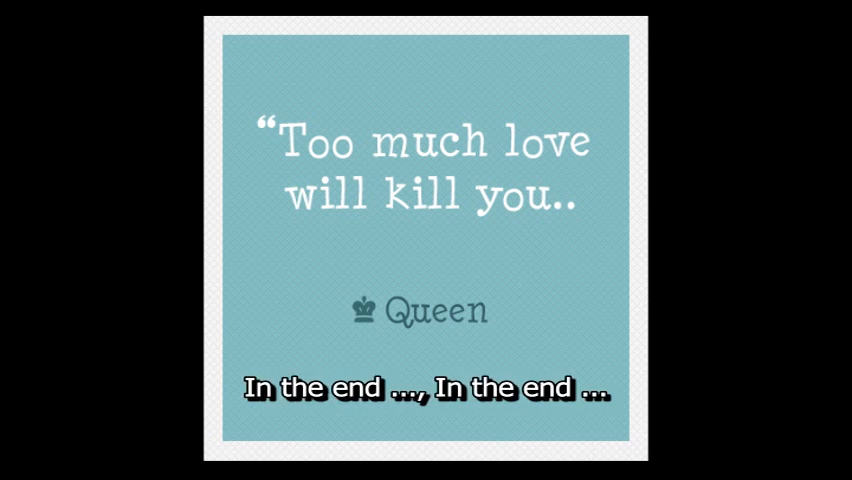 “Too much love
will kill you..
Queen
In the end ..., In the end ...